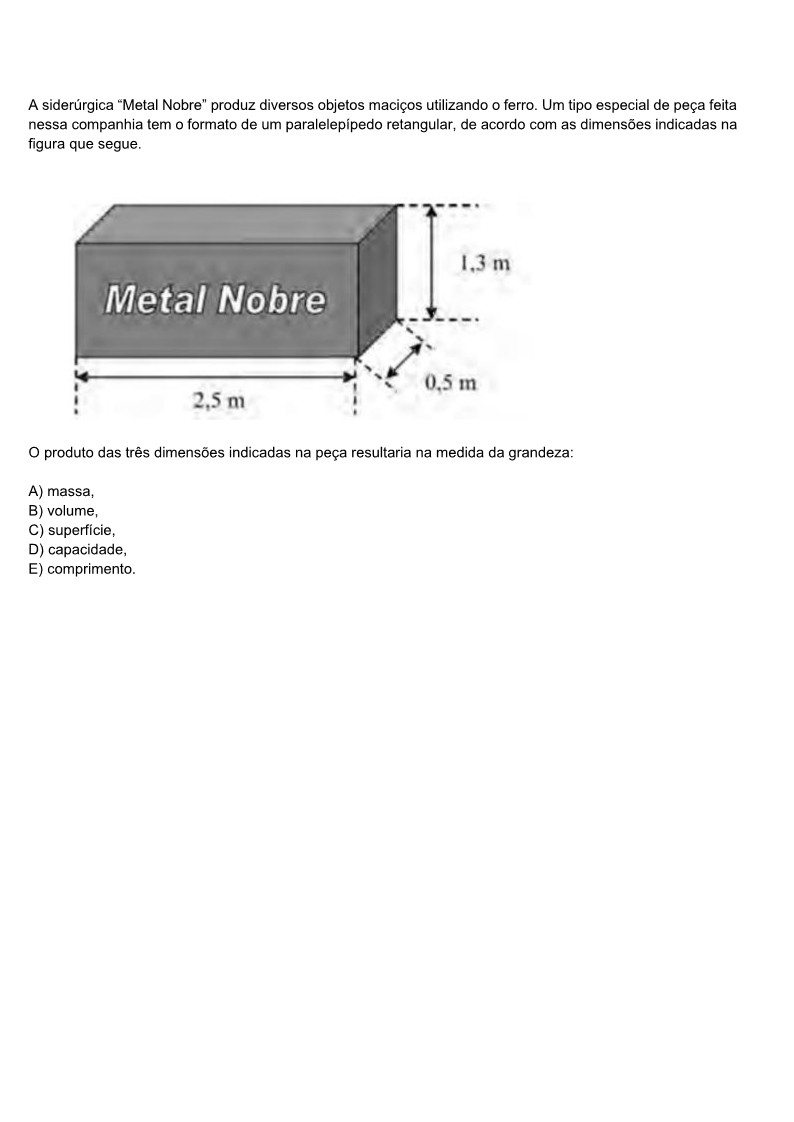 A siderúrgica “Metal Nobre” produz diversos objetos maciços utilizando o ferro. Um tipo especial de peça feita
nessa companhia tem o formato de um paralelepípedo retangular, de acordo com as dimensões indicadas na
figura que segue.
1,3 m
Metal Nobre
0,5 m
2,5 m
O produto das três dimensões indicadas na peça resultaria na medida da grandeza:
A) massa,
B) volume,
C) superfície,
D) capacidade,
E) comprimento.